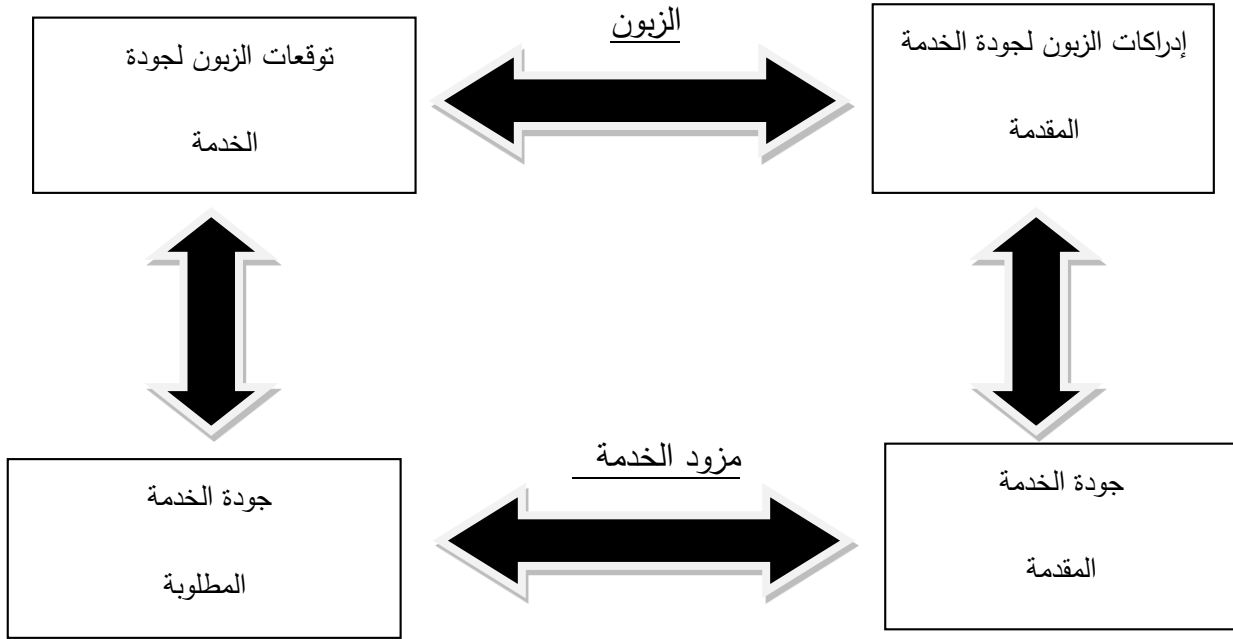 الزبون
إدراكات الزبون لجودة الخدمة
المقدمة
توقعات الزبون لجودة
الخدمة
مزود الخدمة
جودة الخدمة
المقدمة
جودة الخدمة
المطلوبة